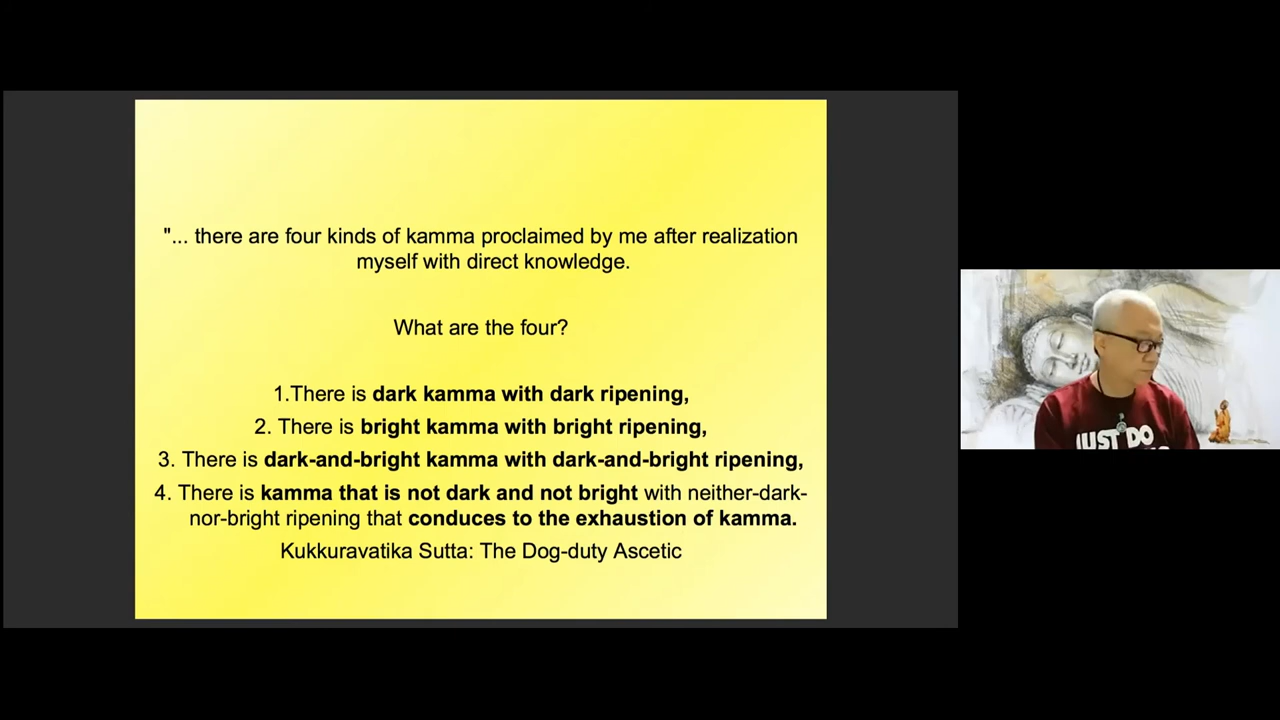 "... there are four kinds of kamma proclaimed by me after realization
myself with direct knowledge.
What are the four?
1.There is dark kamma with dark ripening,
2. There is bright kamma with bright ripening,
3. There is dark-and-bright kamma with dark-and-bright ripening,
4. There is kamma that is not dark and not bright with neither-dark-
nor-bright ripening that conduces to the exhaustion of kamma.
Kukkuravatika Sutta: The Dog-duty Ascetic
JUST DO